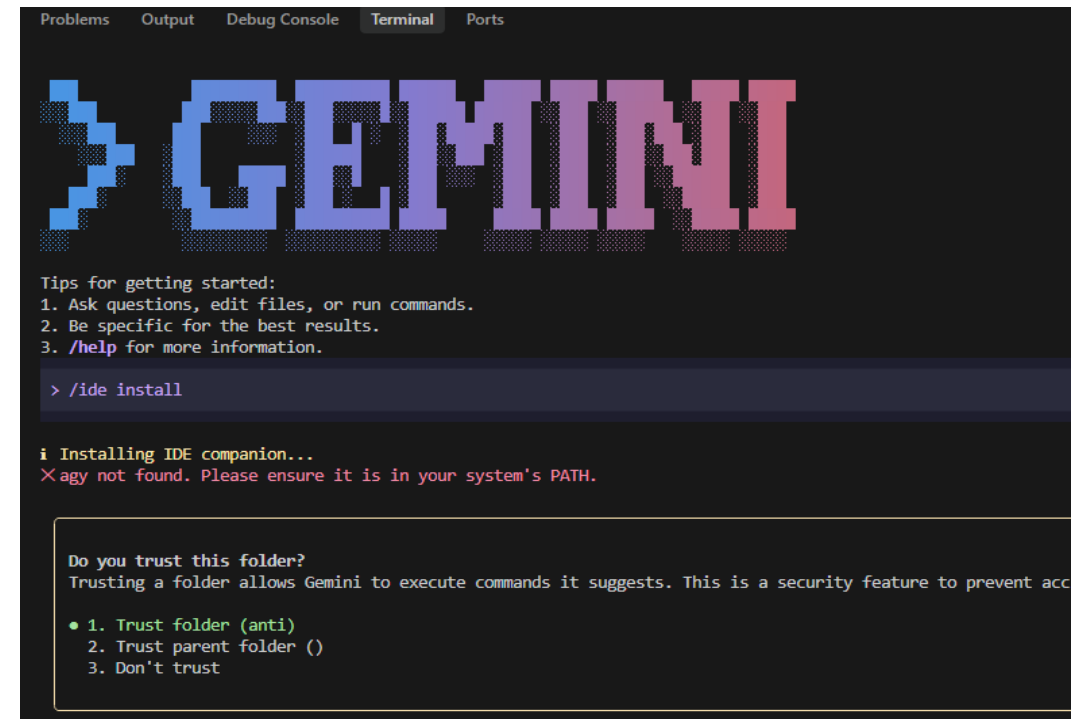 Problems Output Debug Console Terminal Ports
> GEMINI
Tips for getting started:
1. Ask questions, edit files, or run commands.
2. Be specific for the best results.
3. /help for more information.
> /ide install
i Installing IDE companion...
✕ agy not found. Please ensure it is in your system's PATH.
Do you trust this folder?
Trusting a folder allows Gemini to execute commands it suggests. This is a security feature to prevent acc
● 1. Trust folder (anti)
2. Trust parent folder ()
3. Don't trust